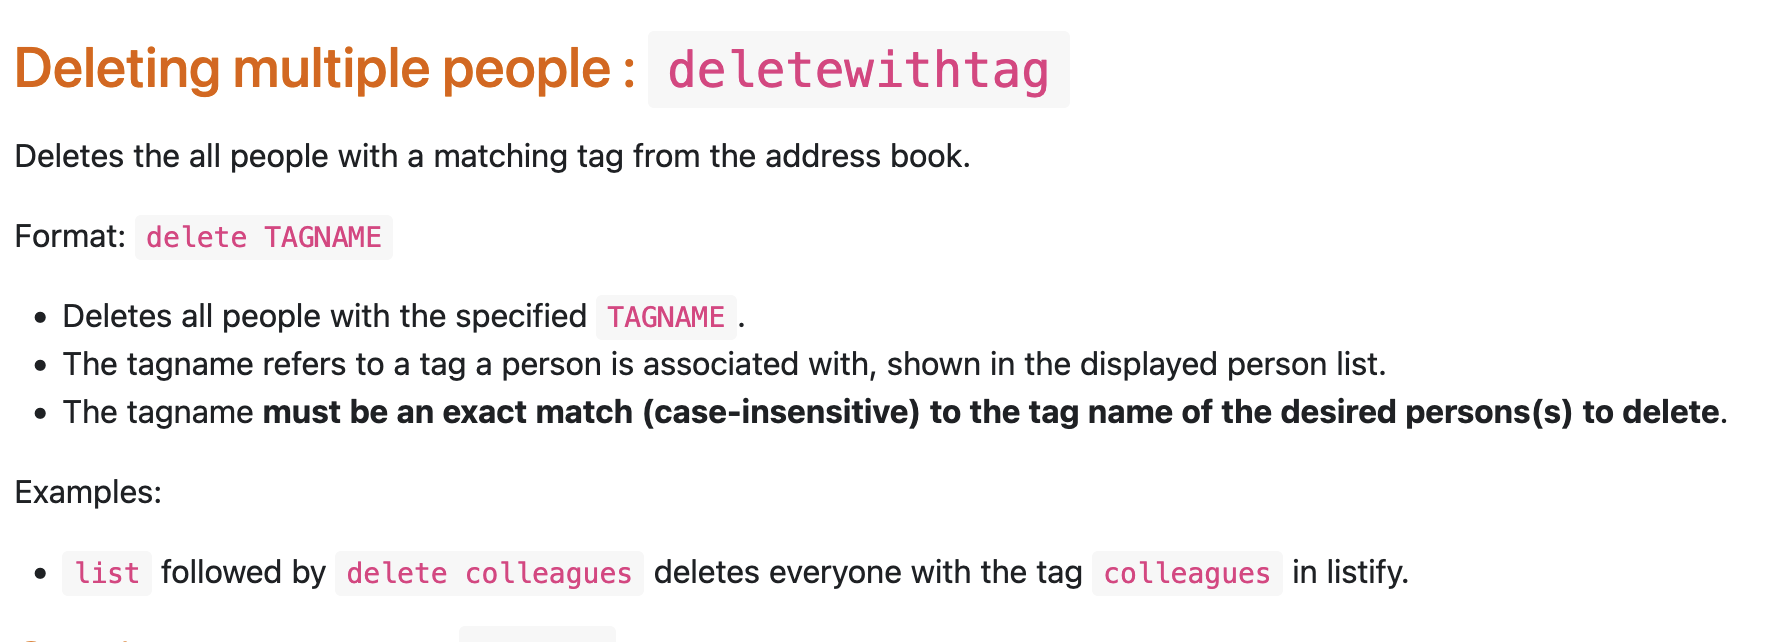 Deleting multiple people : deletewithtag
Deletes the all people with a matching tag from the address book.
Format: delete TAGNAME
• Deletes all people with the specified TAGNAME .
• The tagname refers to a tag a person is associated with, shown in the displayed person list.
• The tagname must be an exact match (case-insensitive) to the tag name of the desired persons(s) to delete.
Examples:
• list followed by delete colleagues deletes everyone with the tag colleagues in listify.